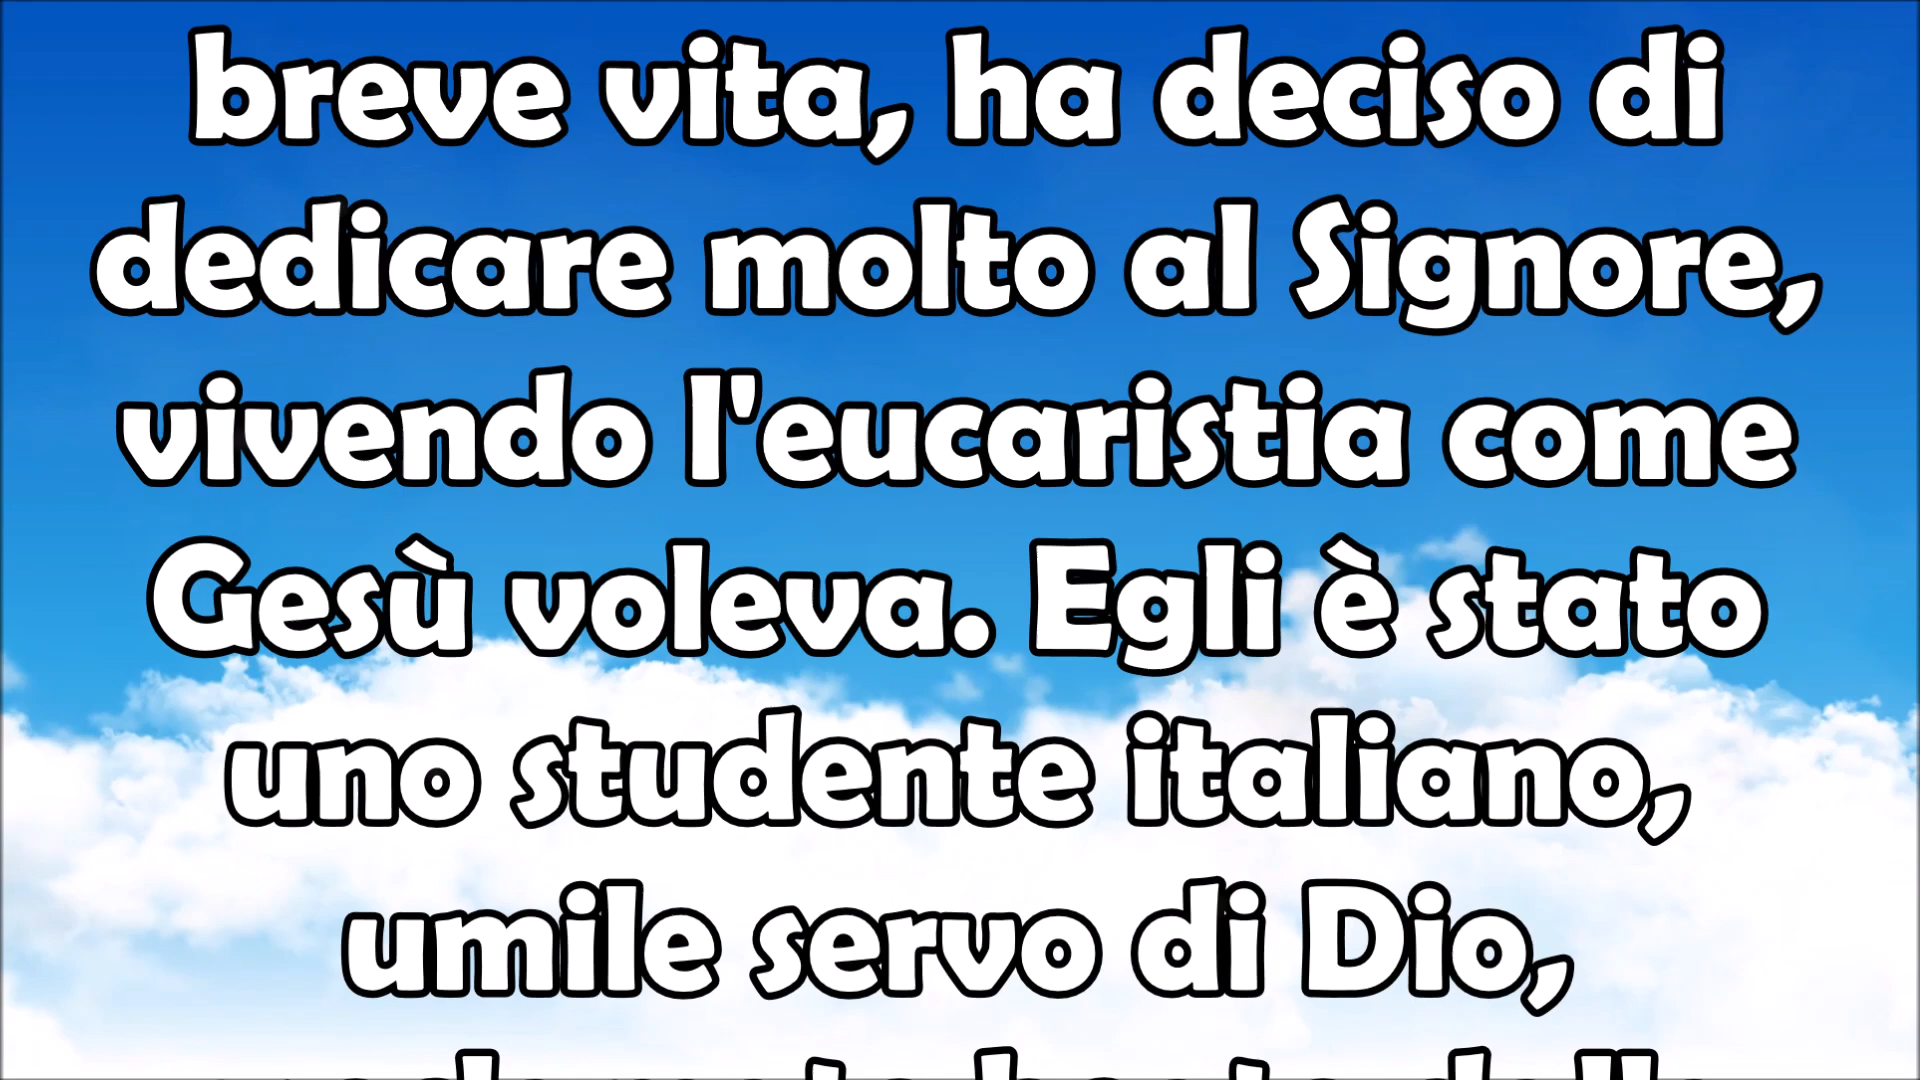 breve vita, ha deciso di
dedicare molto al Signore,
vivendo l'eucaristia come
Gesù voleva. Egli è stato
uno studente italiano,
umile servo di Dio,